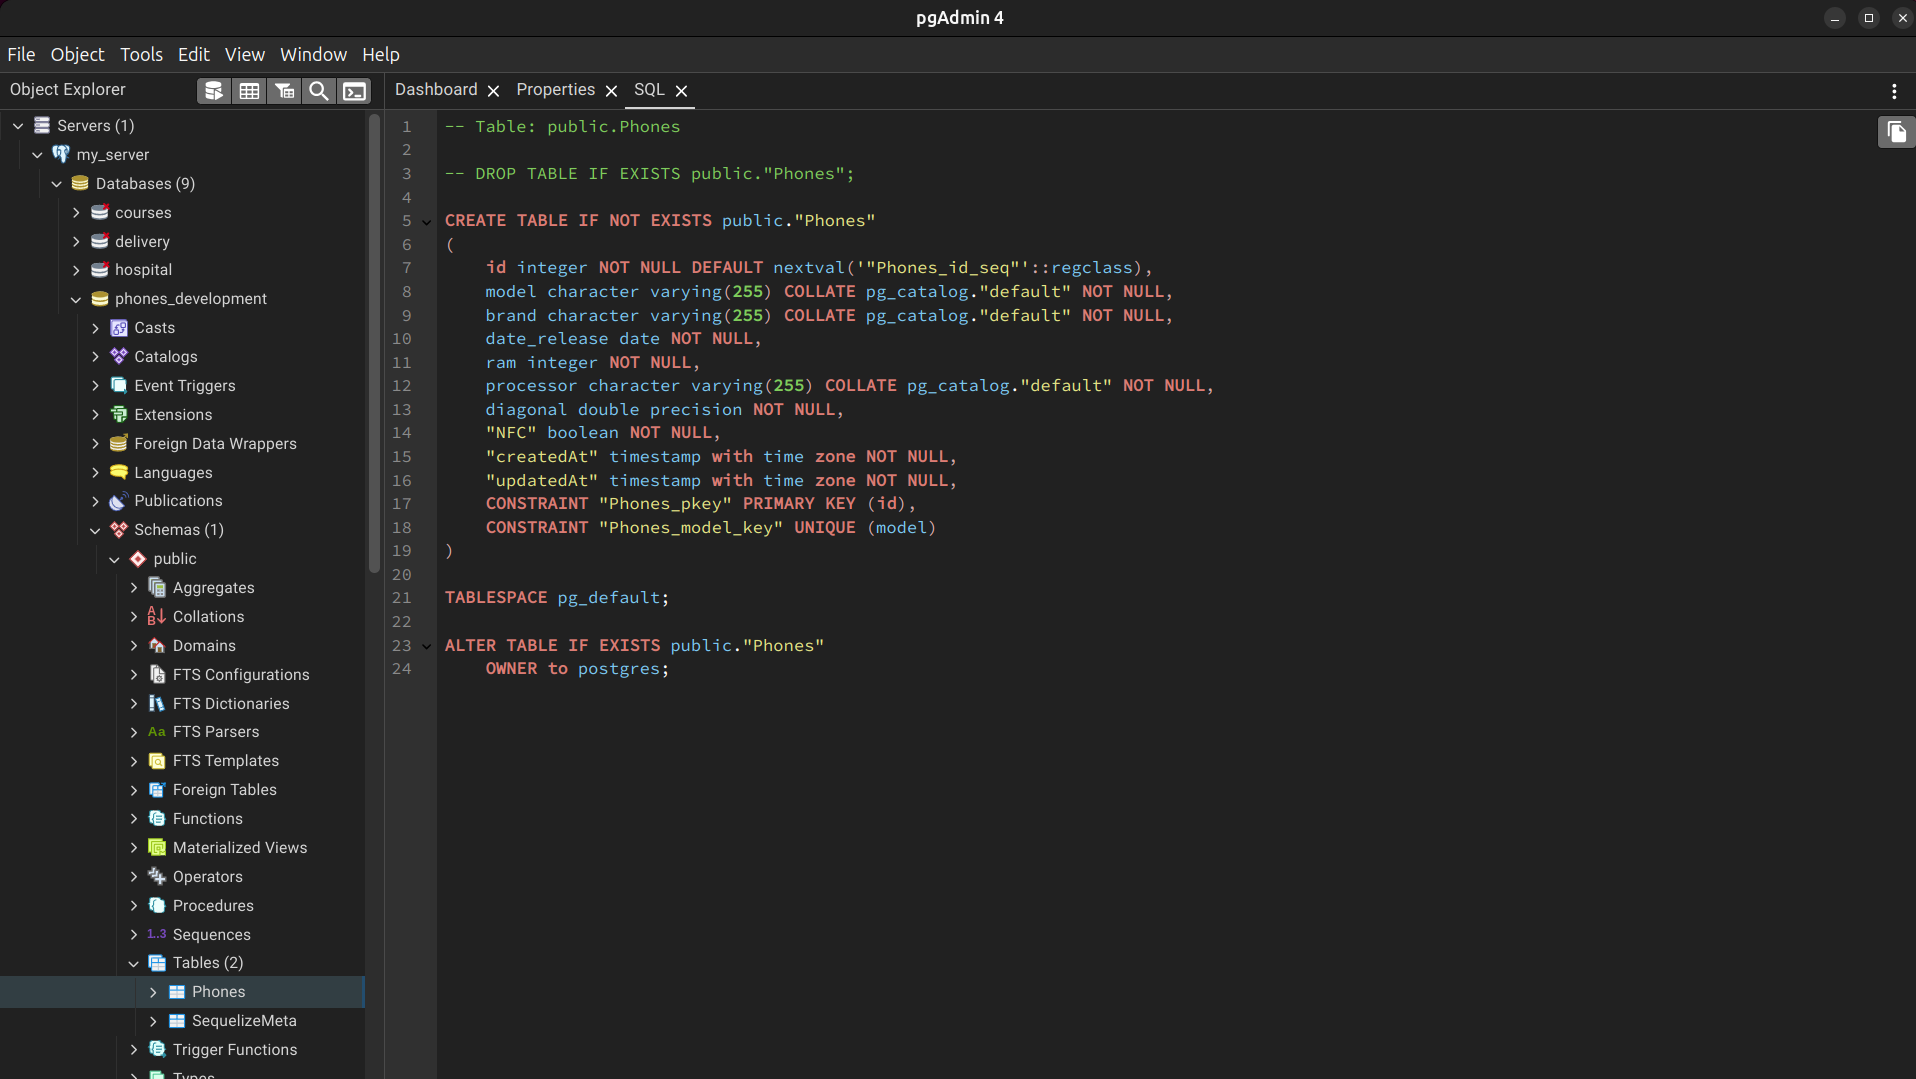 pgAdmin 4
File Object Tools Edit View Window Help
Object Explorer
Dashboard Properties SQL
Servers (1)
my_server
Databases (9)
courses
delivery
hospital
phones_development
Casts
Catalogs
Event Triggers
Extensions
Foreign Data Wrappers
Languages
Publications
Schemas (1)
public
Aggregates
Collations
Domains
FTS Configurations
FTS Dictionaries
Aa FTS Parsers
FTS Templates
Foreign Tables
Functions
Materialized Views
Operators
Procedures
1..3 Sequences
Tables (2)
Phones
SequelizeMeta
Trigger Functions
Types
1 -- Table: public.Phones
2
3 -- DROP TABLE IF EXISTS public."Phones";
4
5 CREATE TABLE IF NOT EXISTS public."Phones"
6 (
7     id integer NOT NULL DEFAULT nextval('"Phones_id_seq"'::regclass),
8     model character varying(255) COLLATE pg_catalog."default" NOT NULL,
9     brand character varying(255) COLLATE pg_catalog."default" NOT NULL,
10     date_release date NOT NULL,
11     ram integer NOT NULL,
12     processor character varying(255) COLLATE pg_catalog."default" NOT NULL,
13     diagonal double precision NOT NULL,
14     "NFC" boolean NOT NULL,
15     "createdAt" timestamp with time zone NOT NULL,
16     "updatedAt" timestamp with time zone NOT NULL,
17     CONSTRAINT "Phones_pkey" PRIMARY KEY (id),
18     CONSTRAINT "Phones_model_key" UNIQUE (model)
19 )
20
21 TABLESPACE pg_default;
22
23 ALTER TABLE IF EXISTS public."Phones"
24     OWNER to postgres;